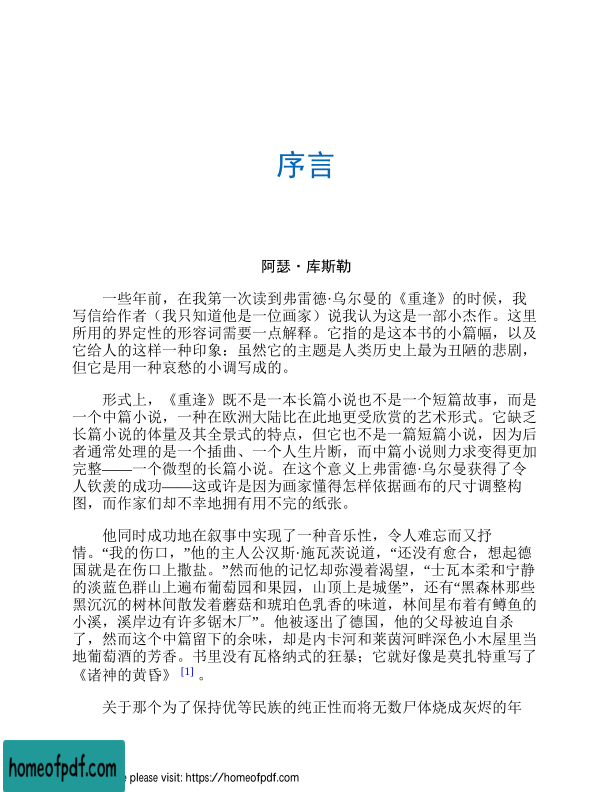 序言
阿瑟·库斯勒
一些年前，在我第一次读到弗雷德·乌尔曼的《重逢》的时候，我
写信给作者（我只知道他是一位画家）说我认为这是一部小杰作。这里
所用的界定性的形容词需要一点解释。它指的是这本书的小篇幅，以及
它给人的这样一种印象：虽然它的主题是人类历史上最为丑陋的悲剧，
但它是用一种哀愁的小调写成的。
形式上，《重逢》既不是一本长篇小说也不是一个短篇故事，而是
一个中篇小说，一种在欧洲大陆比在此地更受欣赏的艺术形式。它缺乏
长篇小说的体量及其全景式的特点，但它也不是一篇短篇小说，因为后
者通常处理的是一个插曲、一个人生片断，而中篇小说则力求变得更加
完整——一个微型的长篇小说。在这个意义上弗雷德·乌尔曼获得了令
人钦羡的成功——这或许是因为画家懂得怎样依据画布的尺寸调整构
图，而作家们却不幸地拥有用不完的纸张。
他同时成功地在叙事中实现了一种音乐性，令人难忘而又抒
情。“我的伤口，”他的主人公汉斯·施瓦茨说道，“还没有愈合，想起德
国就是在伤口上撒盐。”然而他的记忆却弥漫着渴望，“士瓦本柔和宁静
的淡蓝色群山上遍布葡萄园和果园，山顶上是城堡”，还有“黑森林那些
黑沉沉的树林间散发着蘑菇和琥珀色乳香的味道，林间星布着有鳟鱼的
小溪，溪岸边有许多锯木厂”。他被逐出了德国，他的父母被迫自杀
了，然而这个中篇留下的余味，却是内卡河和莱茵河畔深色小木屋里当
地葡萄酒的芳香。书里没有瓦格纳式的狂暴；它就好像是莫扎特重写了
《诸神的黄昏》 [1] 。
关于那个为了保持优等民族的纯正性而将无数尸体烧成灰烬的年
homeofpdf.com
please visit: https://homeofpdf.com